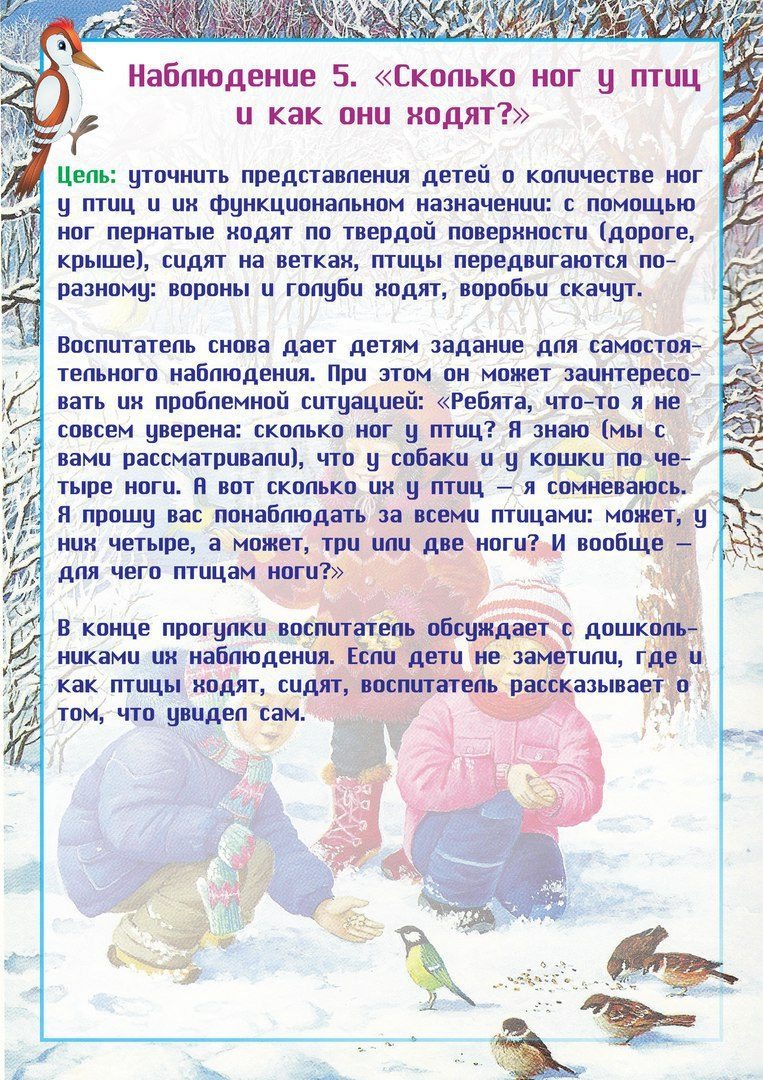 Наблюдение 5. «Сколько ног у птиц
и как они ходят?»
Цель: уточнить представления детей о количестве ног
у птиц и их функциональном назначении: с помощью
ног пернатые ходят по твердой поверхности (дороге,
крыше), сидят на ветках, птицы передвигаются по-
разному: вороны и голуби ходят, воробьи скачут.
Воспитатель снова дает детям задание для самостоя-
тельного наблюдения. При этом он может заинтересо-
вать их проблемной ситуацией: «Ребята, что-то я не
совсем уверена: сколько ног у птиц? Я знаю (мы с
вами рассматривали), что у собаки и у кошки по че-
тыре ноги. А вот сколько их у птиц – я сомневаюсь.
Я прошу вас понаблюдать за всеми птицами: может, у
них четыре, а может, три или две ноги? И вообще –
для чего птицам ноги?»
В конце прогулки воспитатель обсуждает с дошколь-
никами их наблюдения. Если дети не заметили, где и
как птицы ходят, сидят, воспитатель рассказывает о
том, что увидел сам.